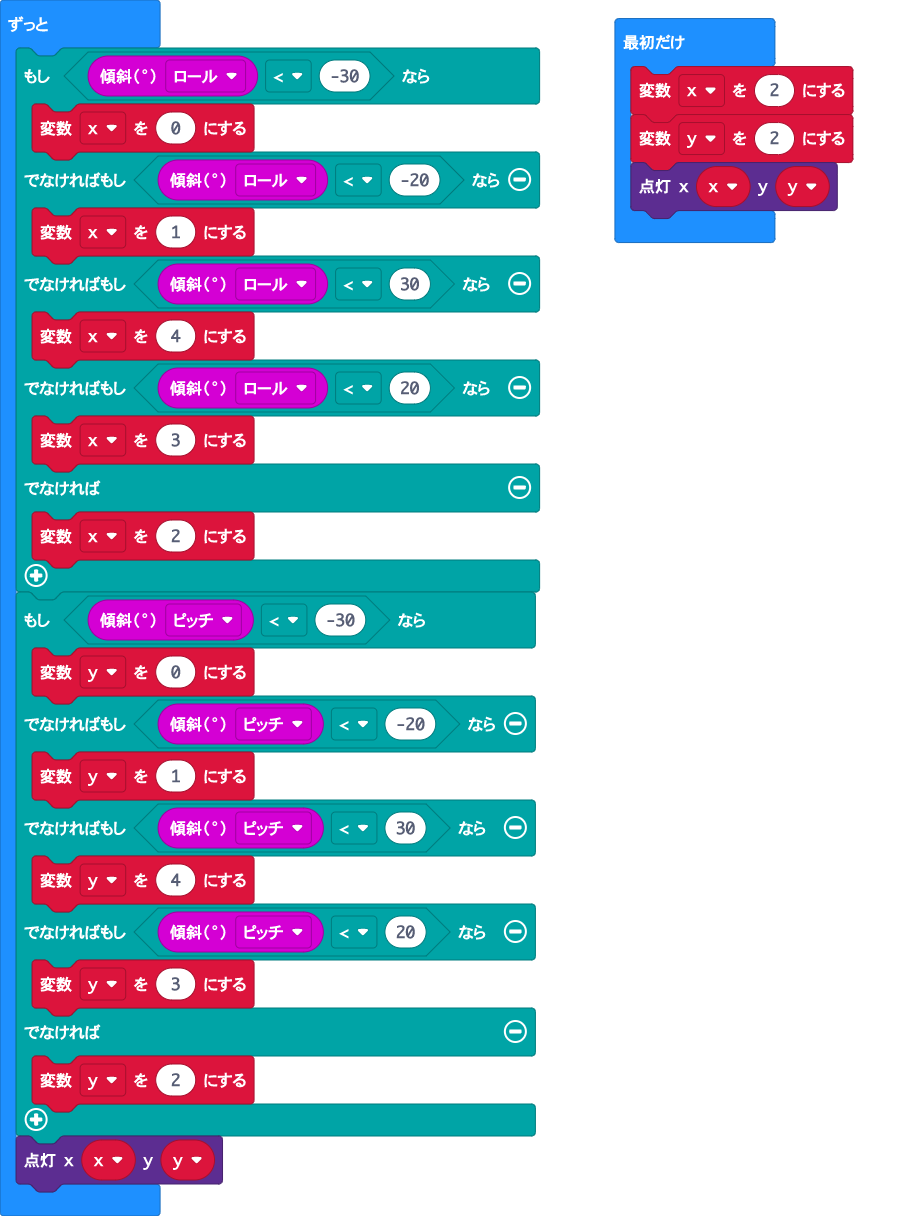 ずっと
もし 傾斜(°) ロール < -30 なら
変数 x を 0 にする
でなければもし 傾斜(°) ロール < -20 なら
変数 x を 1 にする
でなければもし 傾斜(°) ロール < 30 なら
変数 x を 4 にする
でなければもし 傾斜(°) ロール < 20 なら
変数 x を 3 にする
でなければ
変数 x を 2 にする
もし 傾斜(°) ピッチ < -30 なら
変数 y を 0 にする
でなければもし 傾斜(°) ピッチ < -20 なら
変数 y を 1 にする
でなければもし 傾斜(°) ピッチ < 30 なら
変数 y を 4 にする
でなければもし 傾斜(°) ピッチ < 20 なら
変数 y を 3 にする
でなければ
変数 y を 2 にする
点灯 x x y y
最初だけ
変数 x を 2 にする
変数 y を 2 にする
点灯 x x y y